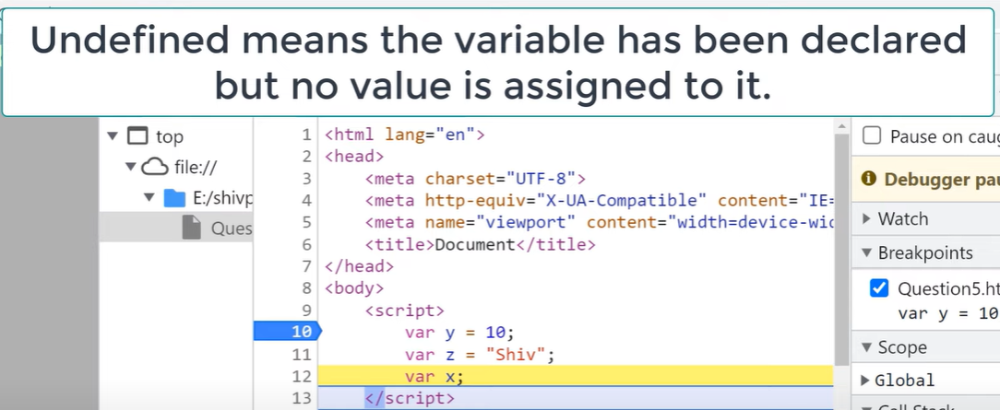 Undefined means the variable has been declared
but no value is assigned to it.
top
file://
E:/shivp
Ques
1 <html lang="en">
2 <head>
3 <meta charset="UTF-8">
4 <meta http-equiv="X-UA-Compatible" content="IE=
5 <meta name="viewport" content="width=device-wid
6 <title>Document</title>
7 </head>
8 <body>
9 <script>
10 var y = 10;
11 var z = "Shiv";
12 var x;
13 </script>
Pause on caug
Debugger pau
Watch
Breakpoints
Question5.ht
var y = 10
Scope
Global
Call Stack